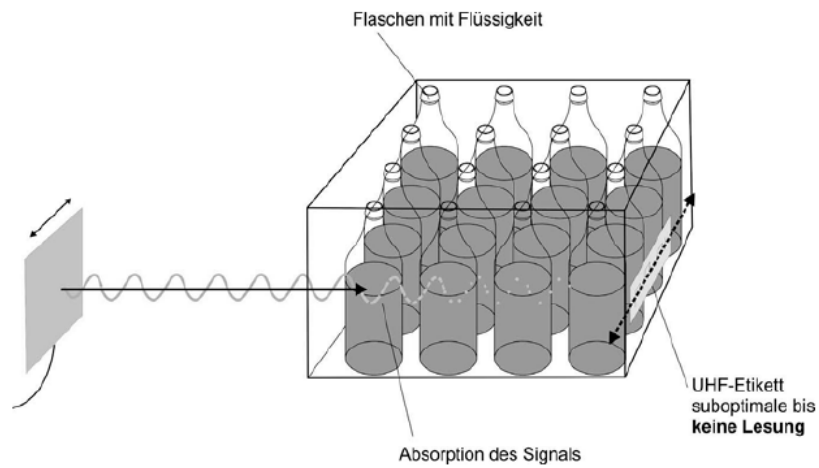 Flaschen mit Flüssigkeit
UHF-Etikett
suboptimale bis
keine Lesung
Absorption des Signals